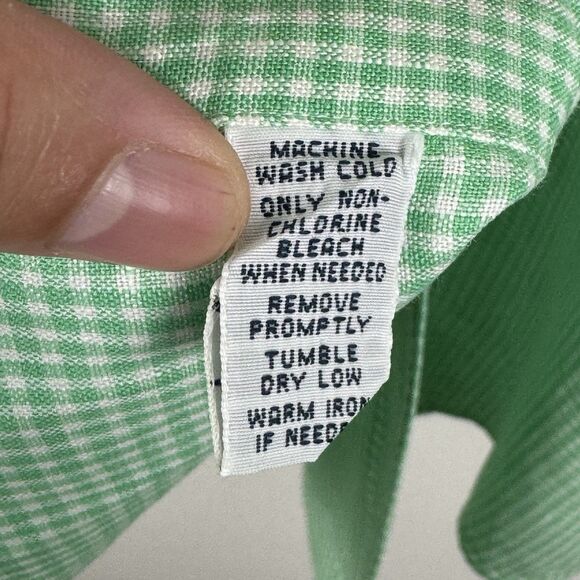 MACHINE
WASH COLD
ONLY NON-
CHLORINE
BLEACH
WHEN NEEDED
REMOVE
PROMPTLY
TUMBLE
DRY LOW
WARM IRON
IF NEEDED